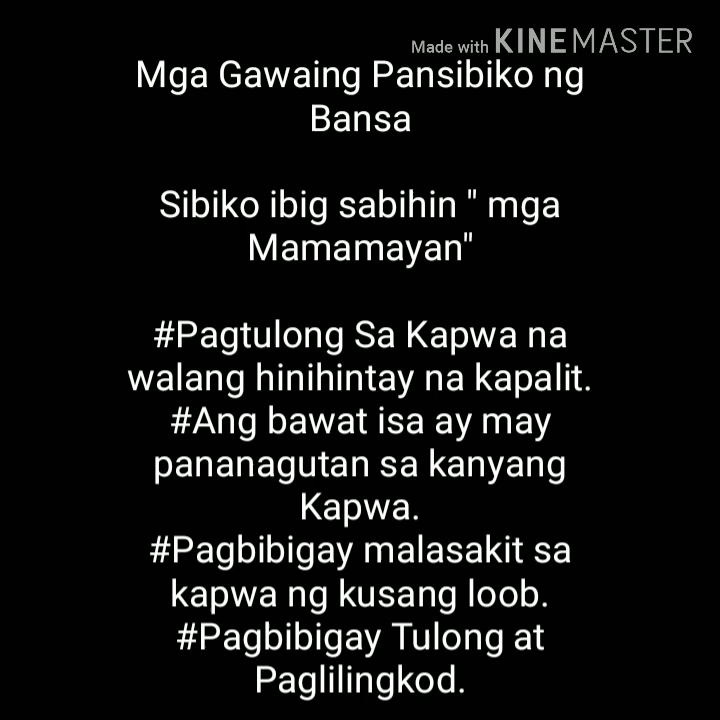 Made with KINEMASTER
Mga Gawaing Pansibiko ng
Bansa
Sibiko ibig sabihin " mga
Mamamayan"
#Pagtulong Sa Kapwa na
walang hinihintay na kapalit.
#Ang bawat isa ay may
pananagutan sa kanyang
Kapwa.
#Pagbibigay malasakit sa
kapwa ng kusang loob.
#Pagbibigay Tulong at
Paglilingkod.